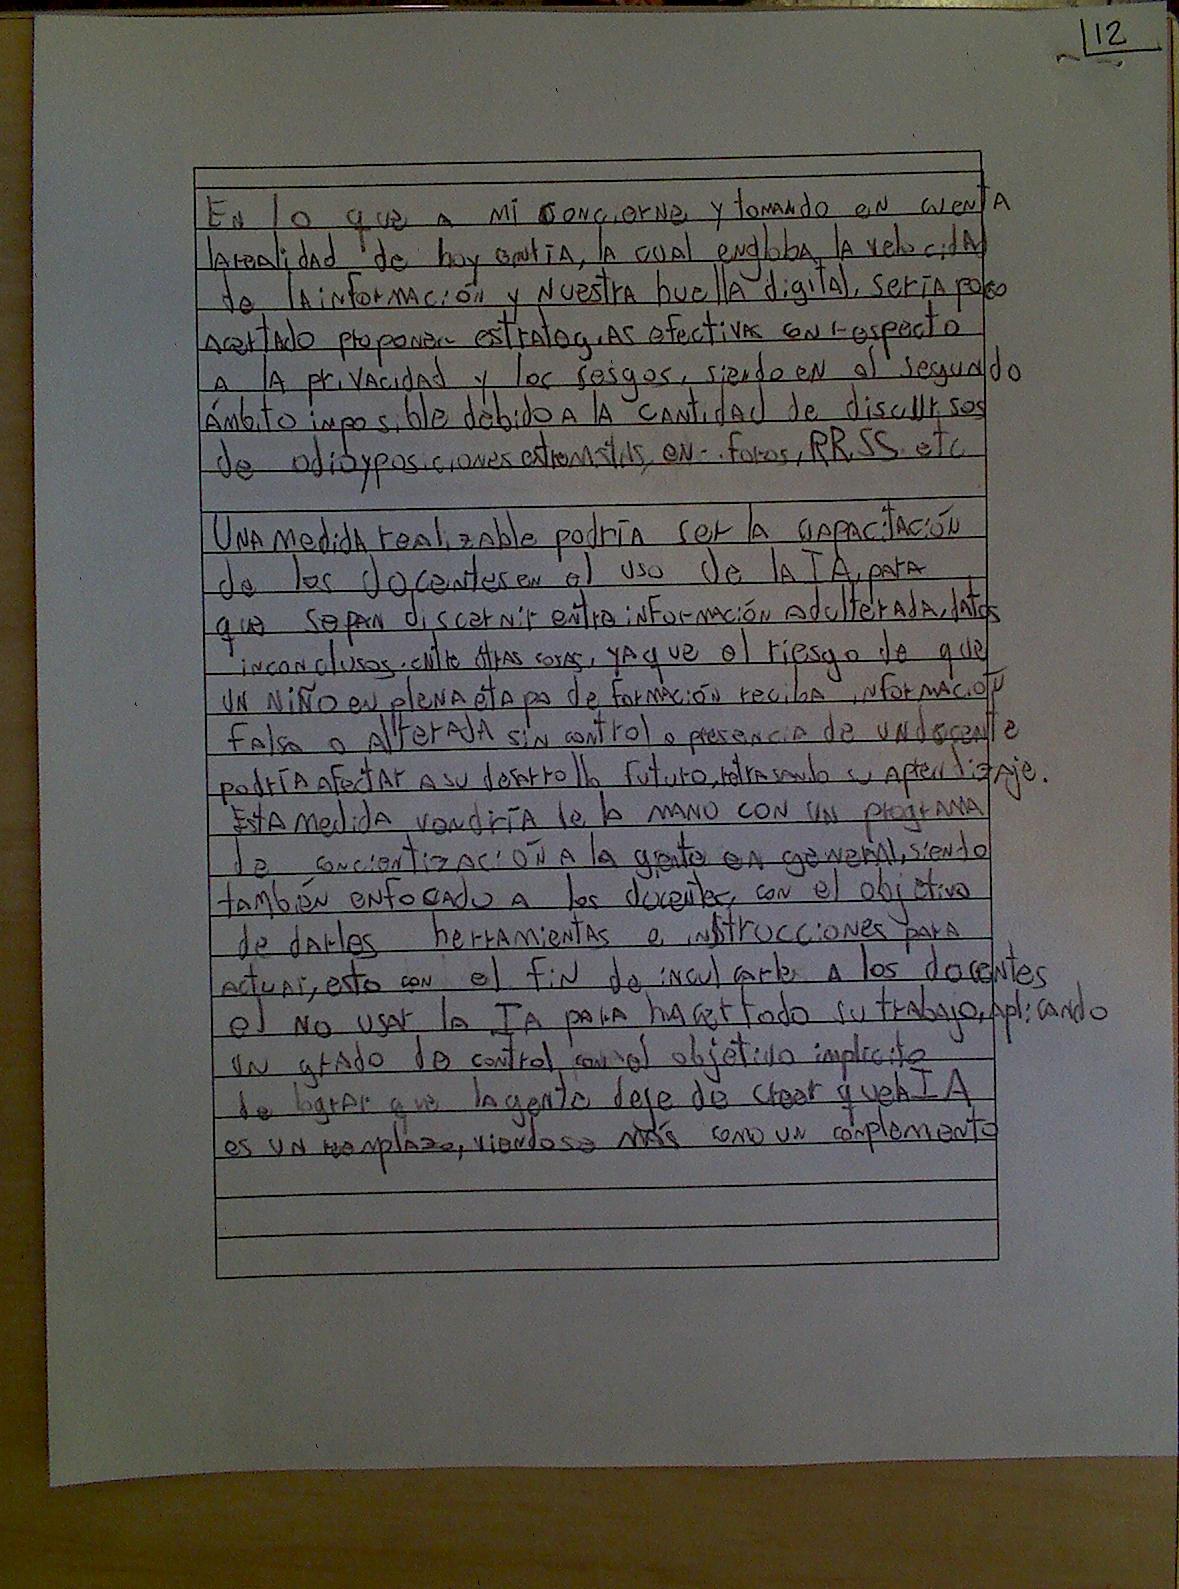 12
En lo que a mi concierne y tomando en cuenta
la realidad de hoy en día, la cual engloba la velocidad
de la información y nuestra huella digital, sería poco
acertado proponer estrategias efectivas con respecto
a la privacidad y los sesgos, siendo en el segundo
ámbito imposible debido a la cantidad de discursos
de odio y posiciones extremistas, en foros, RRSS. etc
Una medida realizable podría ser la capacitación
de los docentes en el uso de la IA, para
que sepan discernir entre información adulterada, datos
inconclusos, entre otras cosas, ya que el riesgo de que
un niño en plena etapa de formación reciba información
falsa o alterada sin control o presencia de un docente
podría afectar a su desarrollo futuro, retrasando su aprendizaje.
Esta medida vendría de la mano con un programa
de concientización a la gente en general, siendo
también enfocado a los docentes, con el objetivo
de darles herramientas e instrucciones para
actuar, esto con el fin de inculcarles a los docentes
el no usar la IA para hacer todo su trabajo, aplicando
un grado de control, con el objetivo implícito
de lograr que la gente deje de creer que la IA
es un remplazo, viendose más como un complemento